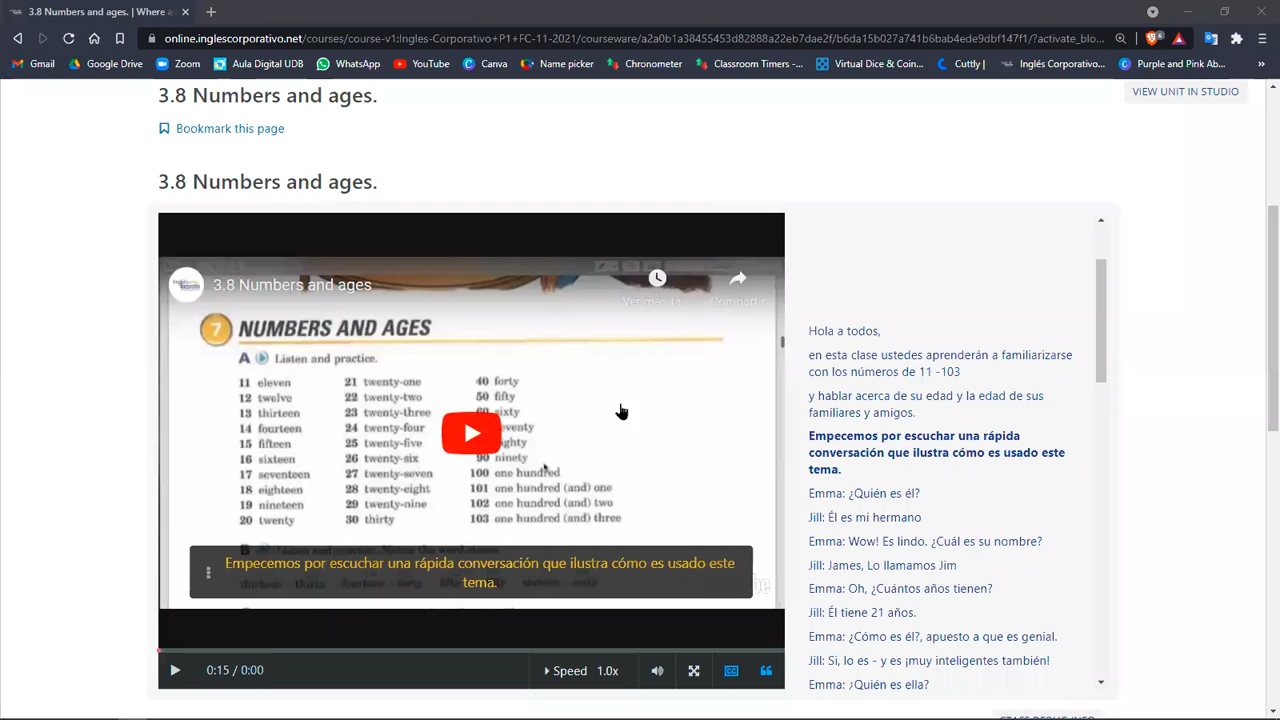 3.8 Numbers and ages. | Where a
online.inglescorporativo.net/courses/course-v1:Ingles-Corporativo+P1+FC-11-2021/courseware/a2a0b1a38455453d82888a22eb7dae2f/b6da15b027a741b6bab4ede9dbf147f1/?activate_blo...
Gmail Google Drive Zoom Aula Digital UDB WhatsApp YouTube Canva Name picker Chronometer Classroom Timers -... Virtual Dice & Coin... Cuttly | Inglés Corporativo... Purple and Pink Ab...
3.8 Numbers and ages.
VIEW UNIT IN STUDIO
Bookmark this page
3.8 Numbers and ages.
3.8 Numbers and ages
Ver más ta
Compartir
7 NUMBERS AND AGES
A Listen and practice.
11 eleven 21 twenty-one 40 forty
12 twelve 22 twenty-two 50 fifty
13 thirteen 23 twenty-three 60 sixty
14 fourteen 24 twenty-four eventy
15 fifteen 25 twenty-five ighty
16 sixteen 26 twenty-six 90 ninety
17 seventeen 27 twenty-seven 100 one hundred
18 eighteen 28 twenty-eight 101 one hundred (and) one
19 nineteen 29 twenty-nine 102 one hundred (and) two
20 twenty 30 thirty 103 one hundred (and) three
Empecemos por escuchar una rápida conversación que ilustra cómo es usado este
tema.
0:15 / 0:00
Speed 1.0x
Hola a todos,
en esta clase ustedes aprenderán a familiarizarse
con los números de 11 -103
y hablar acerca de su edad y la edad de sus
familiares y amigos.
Empecemos por escuchar una rápida
conversación que ilustra cómo es usado este
tema.
Emma: ¿Quién es él?
Jill: Él es mi hermano
Emma: Wow! Es lindo. ¿Cuál es su nombre?
Jill: James, Lo llamamos Jim
Emma: Oh, ¿Cuántos años tienen?
Jill: Él tiene 21 años.
Emma: ¿Cómo es él?, apuesto a que es genial.
Jill: Si, lo es - y es ¡muy inteligentes también!
Emma: ¿Quién es ella?
STAFF DEBUG INFO